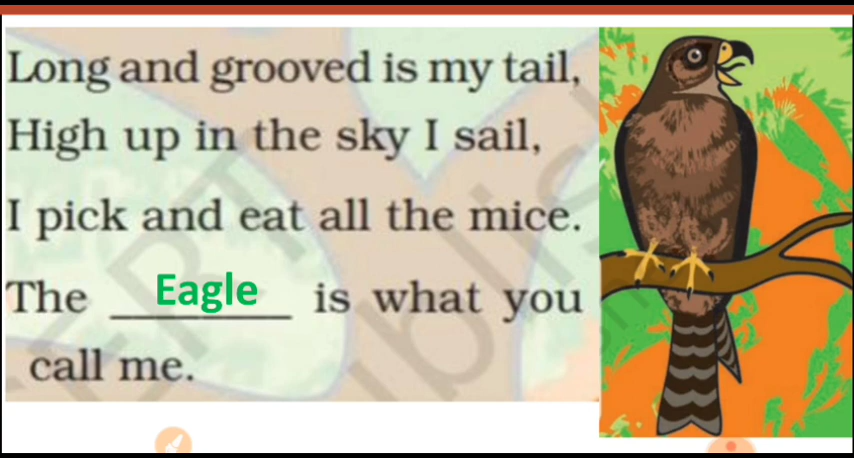 Long and grooved is my tail,
High up in the sky I sail,
I pick and eat all the mice.
The Eagle is what you
call me.